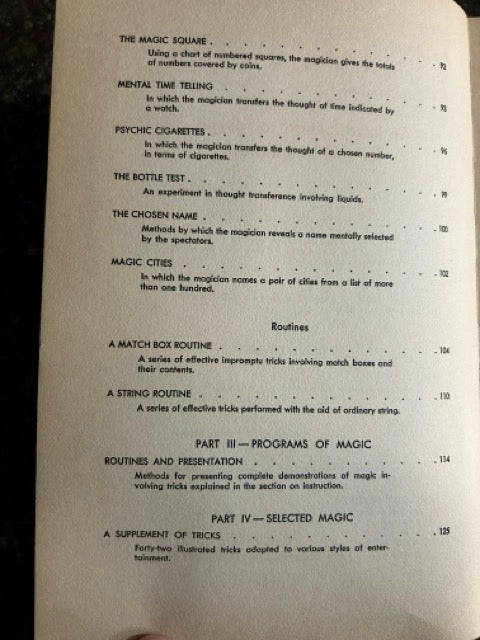 THE MAGIC SQUARE . . . . . . . . . . 92
Using a chart of numbered squares, the magician gives the totals
of numbers covered by coins.
MENTAL TIME TELLING . . . . . . . . . .
In which the magician transfers the thought of time indicated by
a watch.
PSYCHIC CIGARETTES . . . . . . . . . .
In which the magician transfers the thought of a chosen number,
in terms of cigarettes.
THE BOTTLE TEST . . . . . . . . . .
An experiment in thought transference involving liquids.
THE CHOSEN NAME . . . . . . . . . . 100
Methods by which the magician reveals a name mentally selected
by the spectators.
MAGIC CITIES . . . . . . . . . . 102
In which the magician names a pair of cities from a list of more
than one hundred.
Routines
A MATCH BOX ROUTINE . . . . . . . . . . 104
A series of effective impromptu tricks involving match boxes and
their contents.
A STRING ROUTINE . . . . . . . . . . 110
A series of effective tricks performed with the aid of ordinary string.
PART III — PROGRAMS OF MAGIC
ROUTINES AND PRESENTATION . . . . . . . . . . 114
Methods for presenting complete demonstrations of magic in-
volving tricks explained in the section on instruction.
PART IV — SELECTED MAGIC
A SUPPLEMENT OF TRICKS . . . . . . . . . . 125
Forty-two illustrated tricks adapted to various styles of enter-
tainment.